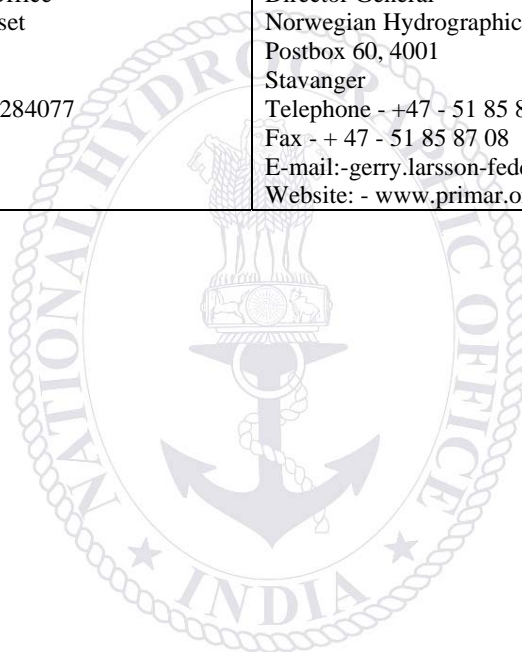 Office
set
284077
Director General
Norwegian Hydrographic
Postbox 60, 4001
Stavanger
Telephone - +47 - 51 85 8
Fax - + 47 - 51 85 87 08
E-mail:-gerry.larsson-fed
Website: - www.primar.o
NATIONAL HYDROGRAPHIC OFFICE
INDIA